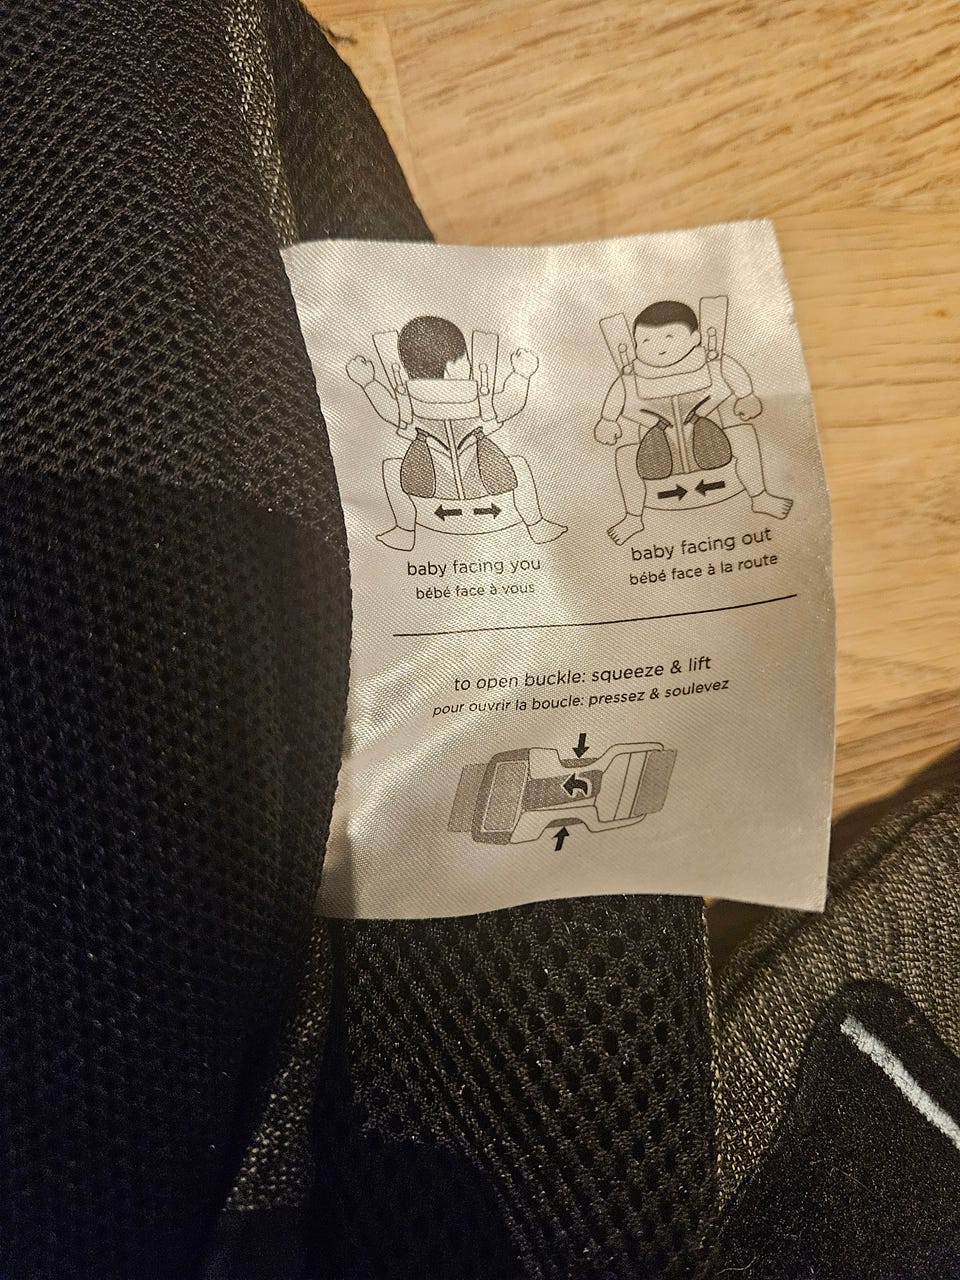 baby facing you
bébé face à vous
baby facing out
bébé face à la route
to open buckle: squeeze & lift
pour ouvrir la boucle: pressez & soulevez